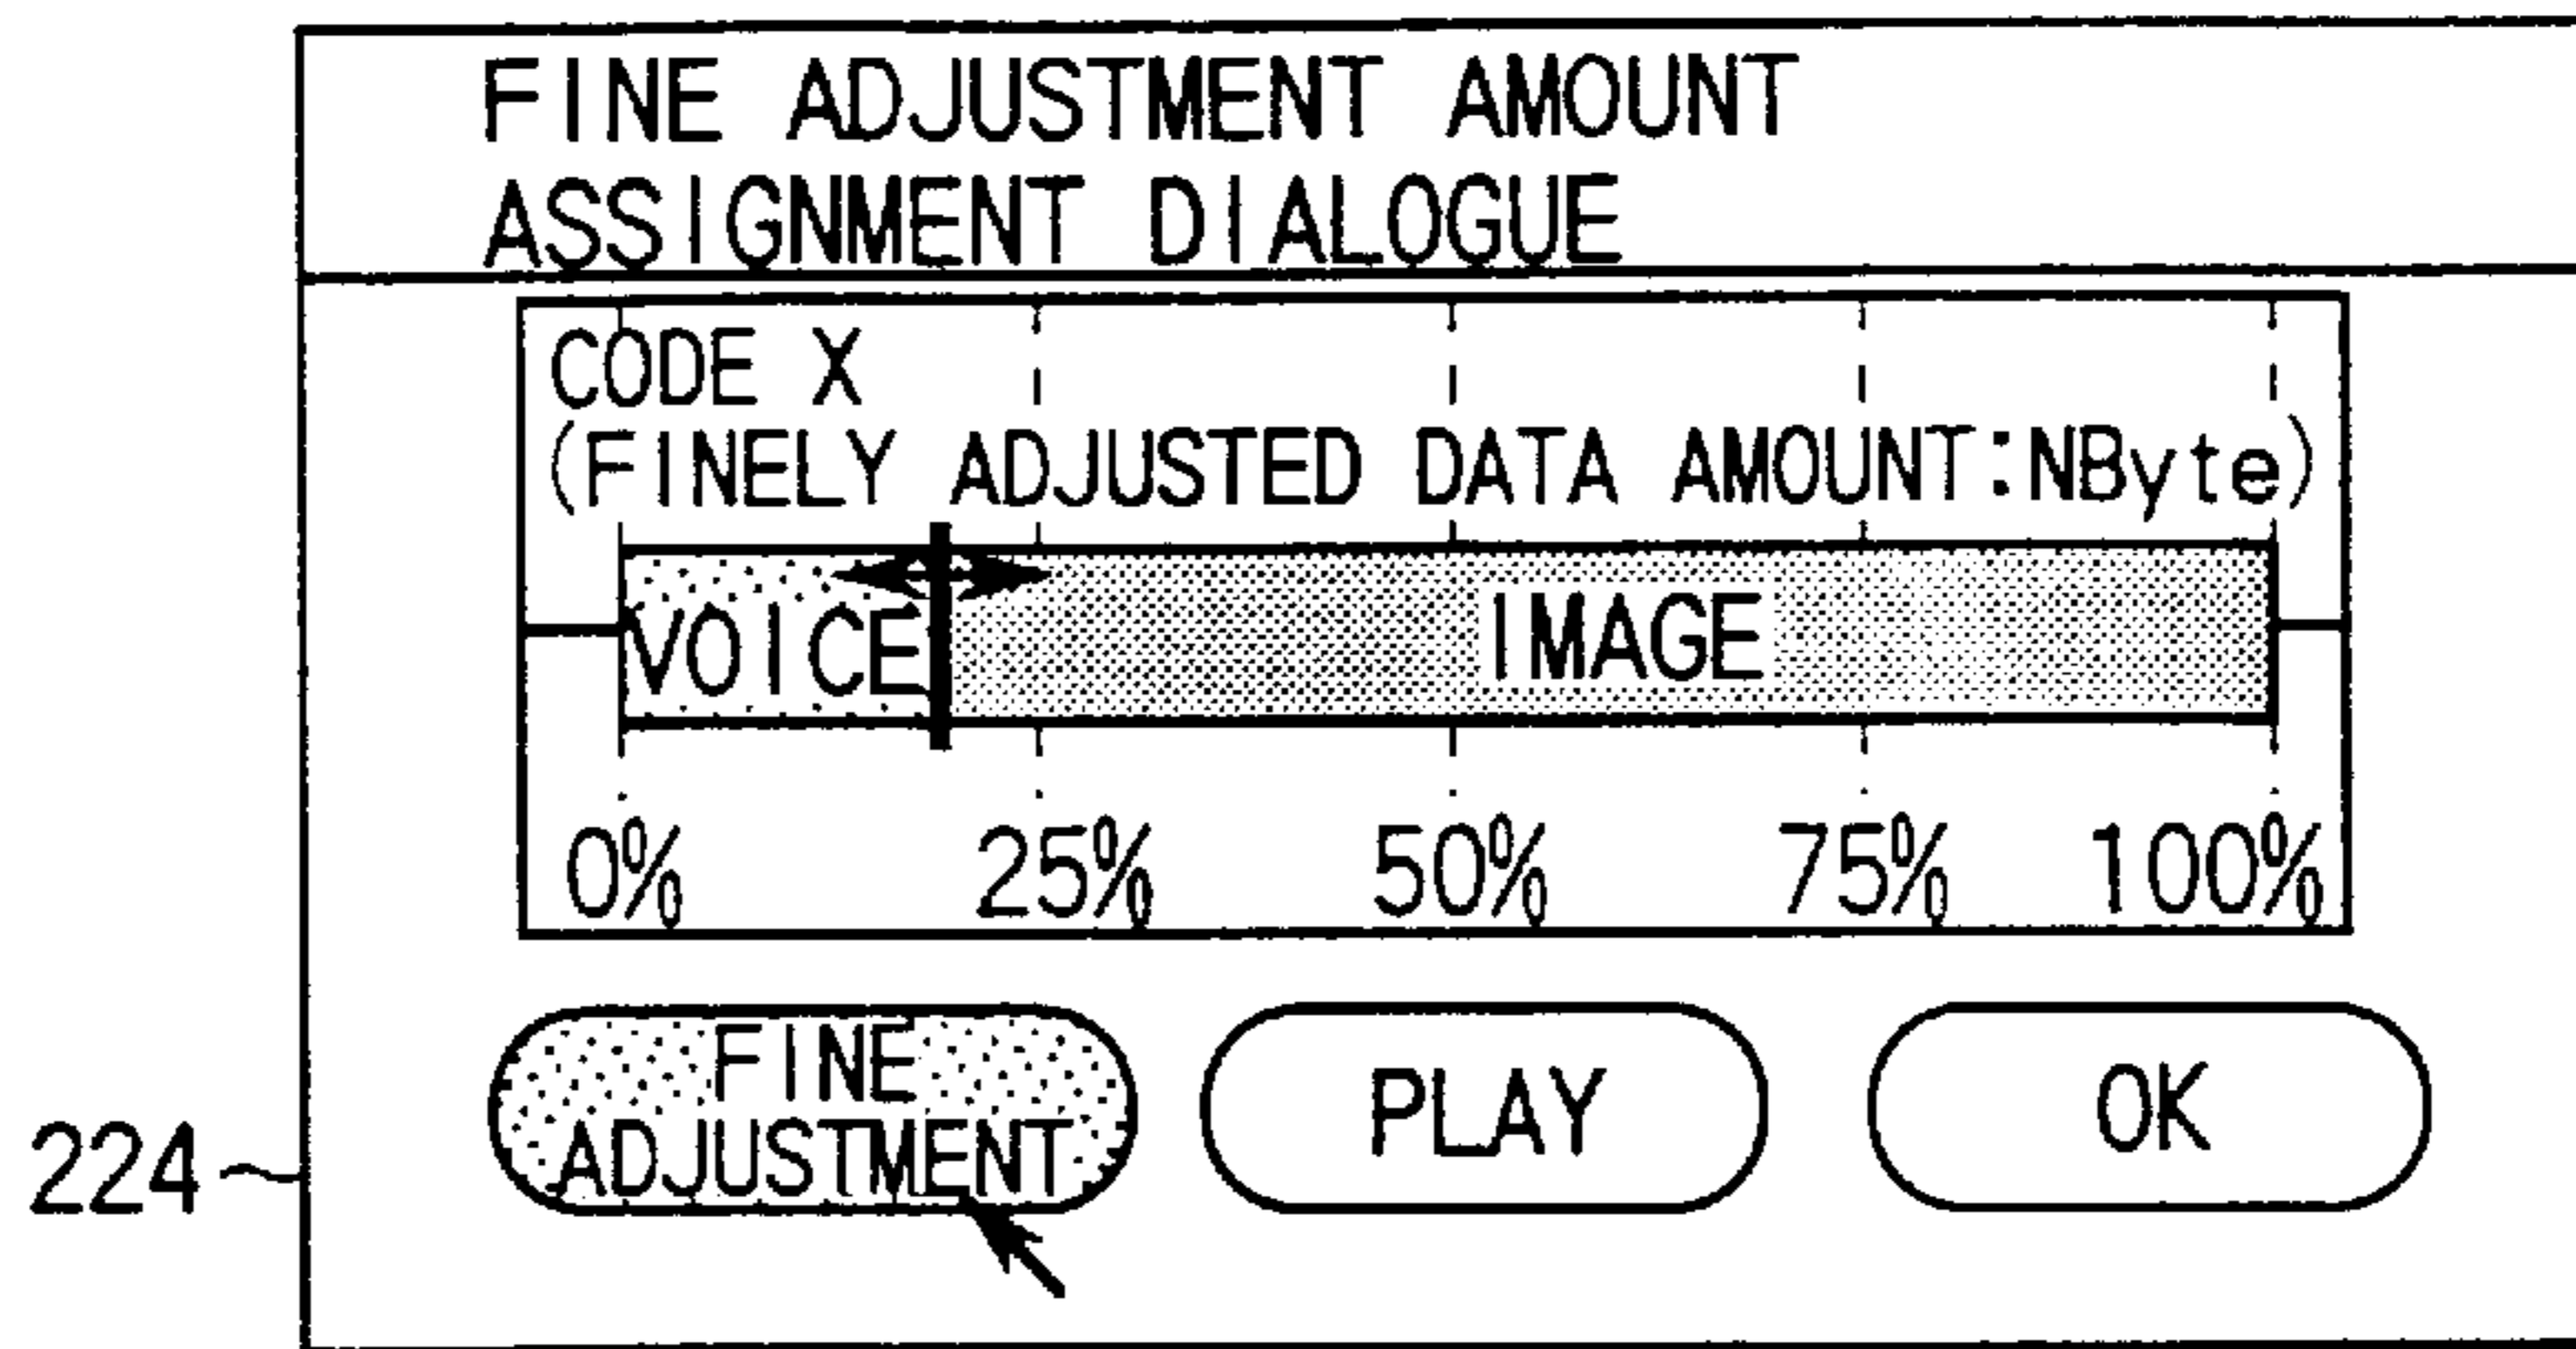 FINE ADJUSTMENT AMOUNT
ASSIGNMENT DIALOGUE
CODE X
(FINELY ADJUSTED DATA AMOUNT:NByte)
VOICE IMAGE
0% 25% 50% 75% 100%
FINE
ADJUSTMENT
PLAY
OK
224